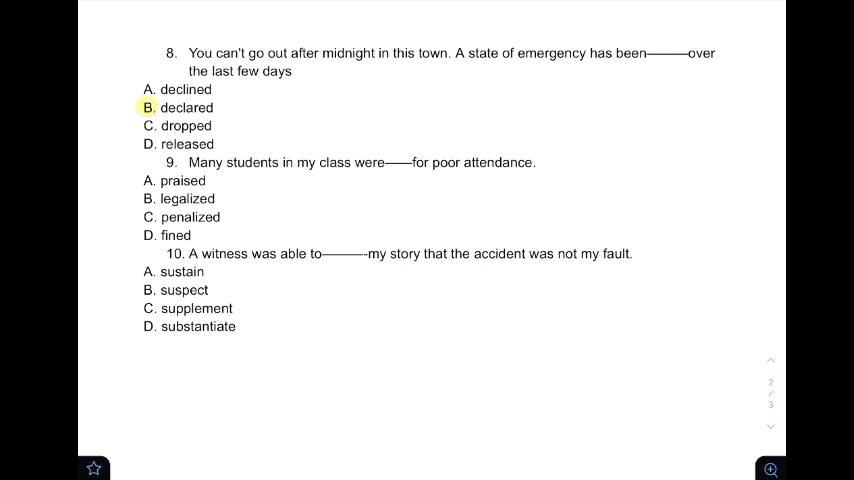 8. You can't go out after midnight in this town. A state of emergency has been———over
the last few days
A. declined
B. declared
C. dropped
D. released
9. Many students in my class were——for poor attendance.
A. praised
B. legalized
C. penalized
D. fined
10. A witness was able to———-my story that the accident was not my fault.
A. sustain
B. suspect
C. supplement
D. substantiate
2
/
3